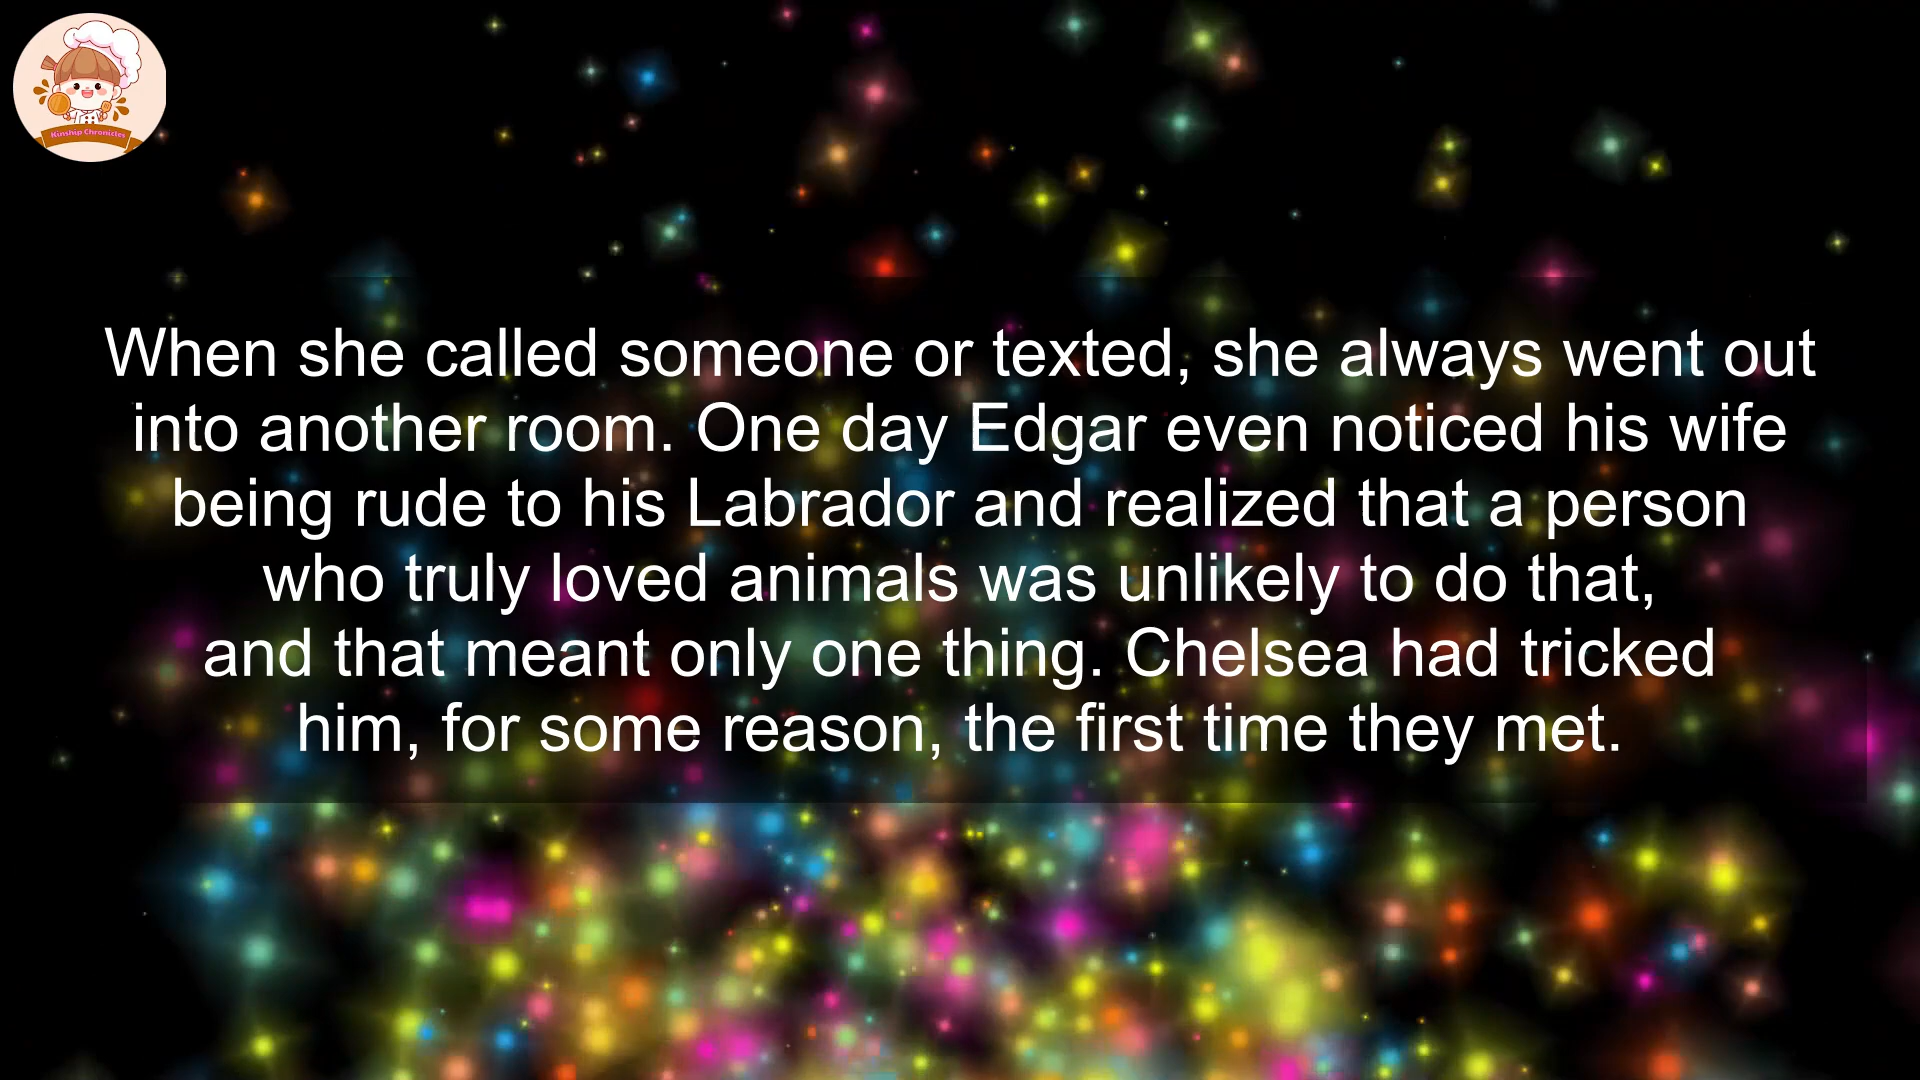 Kinship Chronicles
When she called someone or texted, she always went out
into another room. One day Edgar even noticed his wife
being rude to his Labrador and realized that a person
who truly loved animals was unlikely to do that,
and that meant only one thing. Chelsea had tricked
him, for some reason, the first time they met.